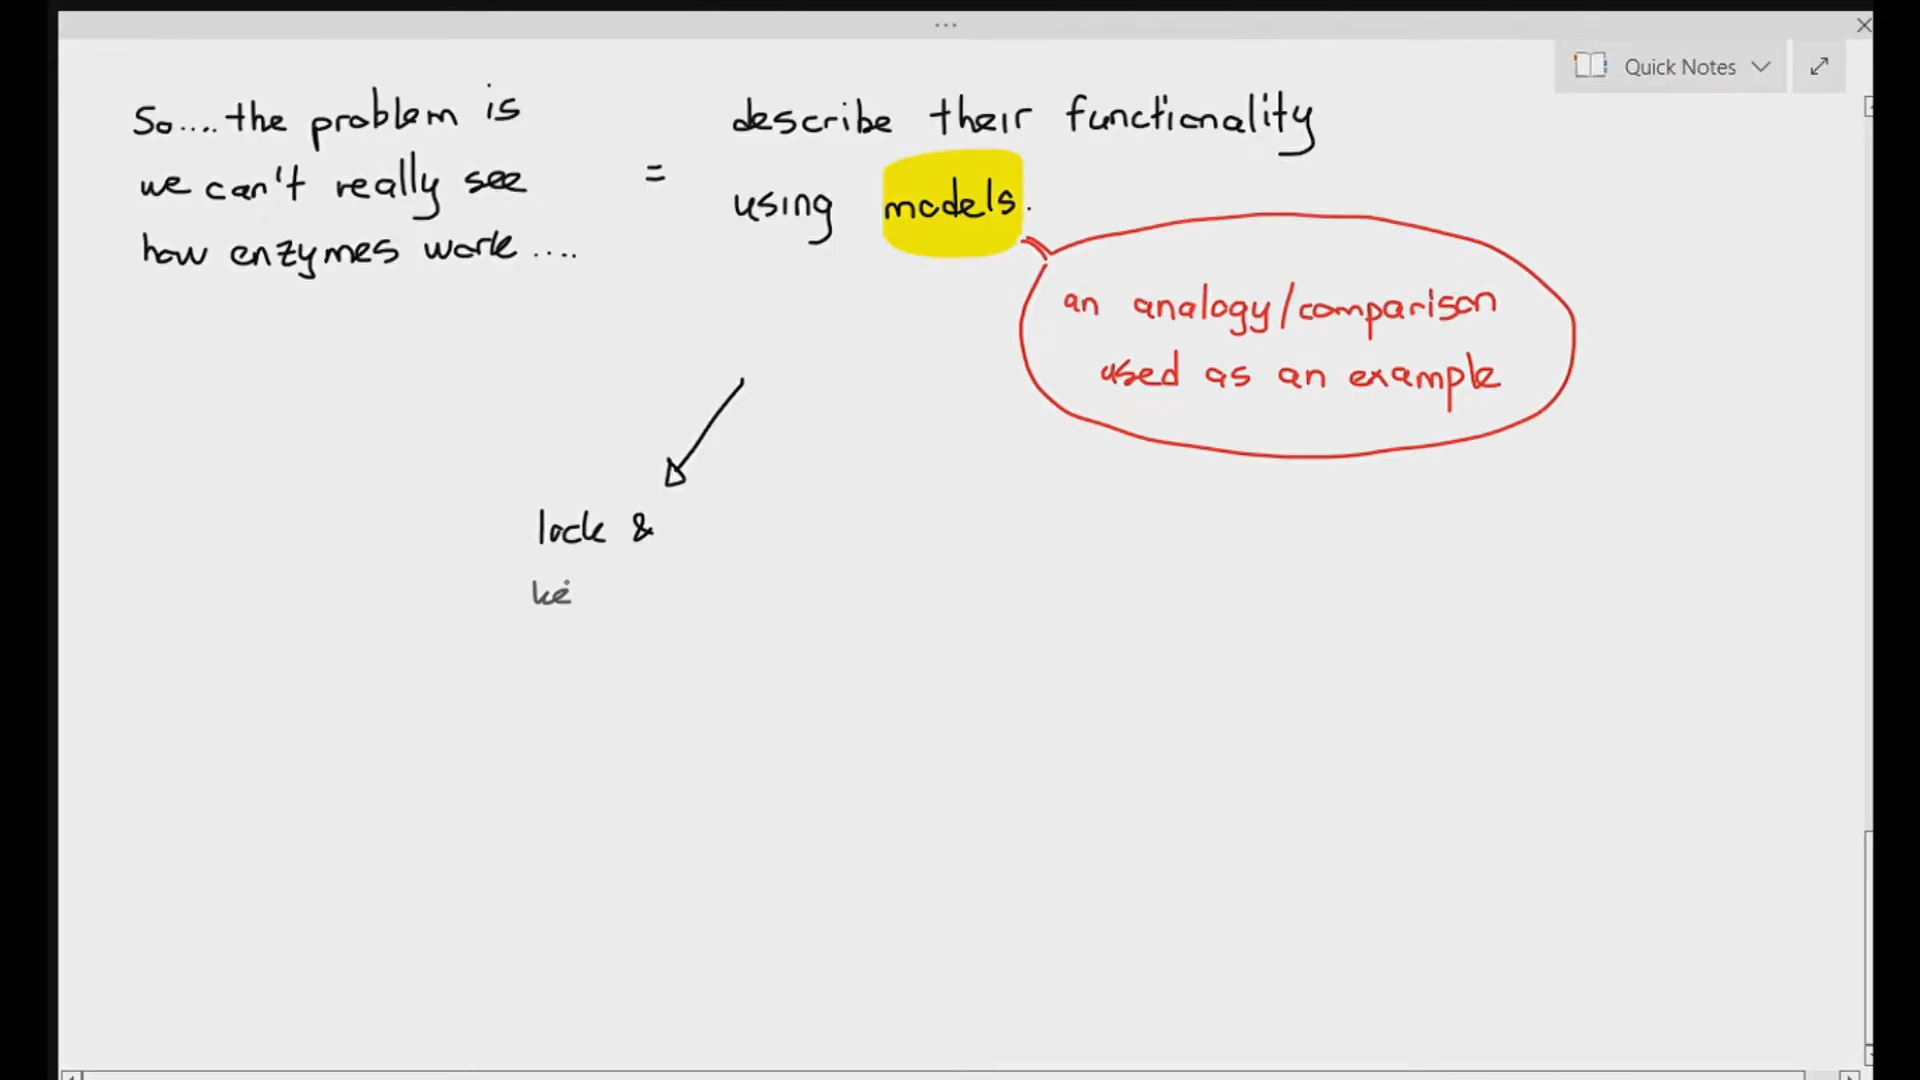 ...
Quick Notes
So....the problem is
we can't really see
how enzymes work ....
=
describe their functionality
using models.
an analogy/comparison
used as an example
lock &
ke